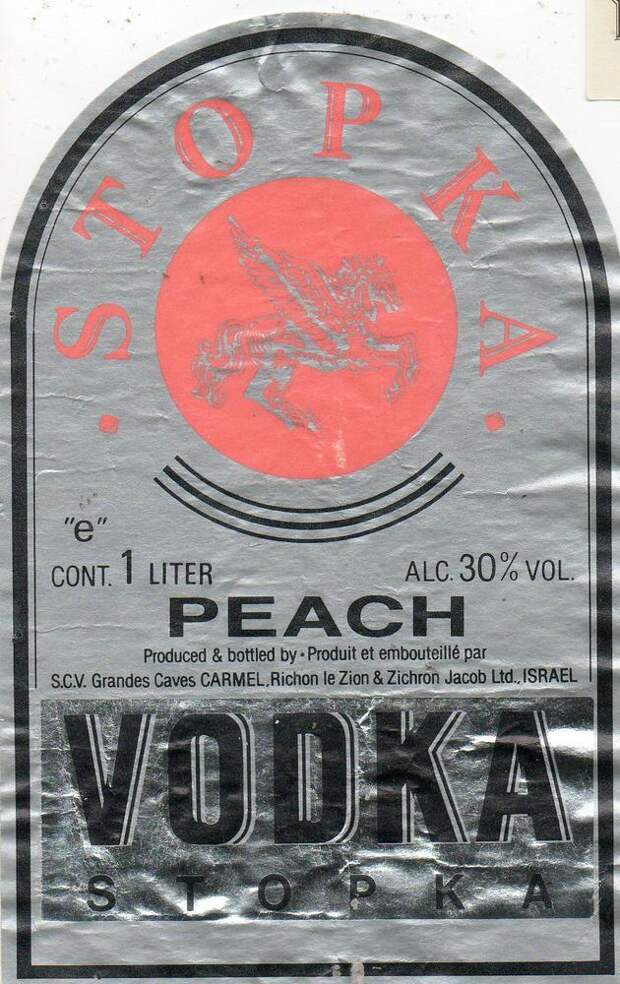 · STOPKA ·
"e"
CONT. 1 LITER ALC. 30% VOL.
PEACH
Produced & bottled by • Produit et embouteillé par
S.C.V. Grandes Caves CARMEL, Richon le Zion & Zichron Jacob Ltd., ISRAEL
VODKA
STOPKA